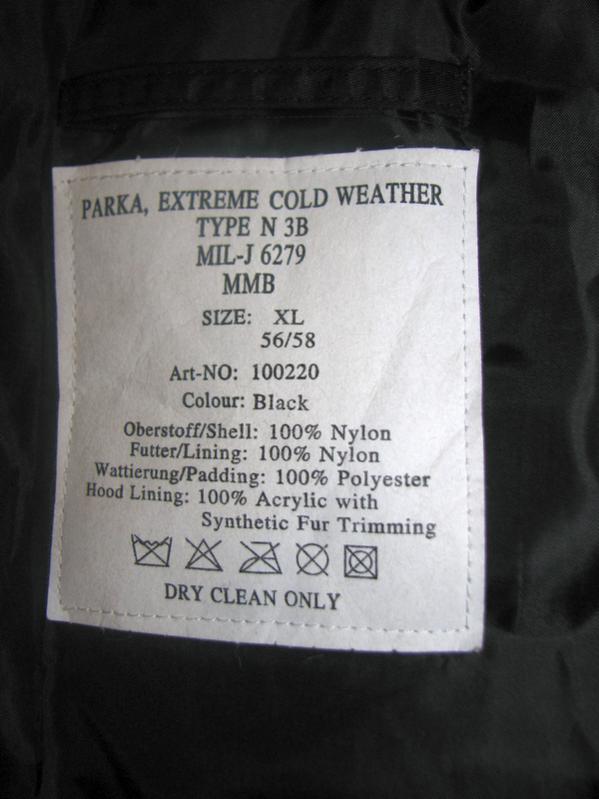 PARKA, EXTREME COLD WEATHER
TYPE N 3B
MIL-J 6279
MMB
SIZE: XL
56/58
Art-NO: 100220
Colour: Black
Oberstoff/Shell: 100% Nylon
Futter/Lining: 100% Nylon
Wattierung/Padding: 100% Polyester
Hood Lining: 100% Acrylic with
Synthetic Fur Trimming
DRY CLEAN ONLY